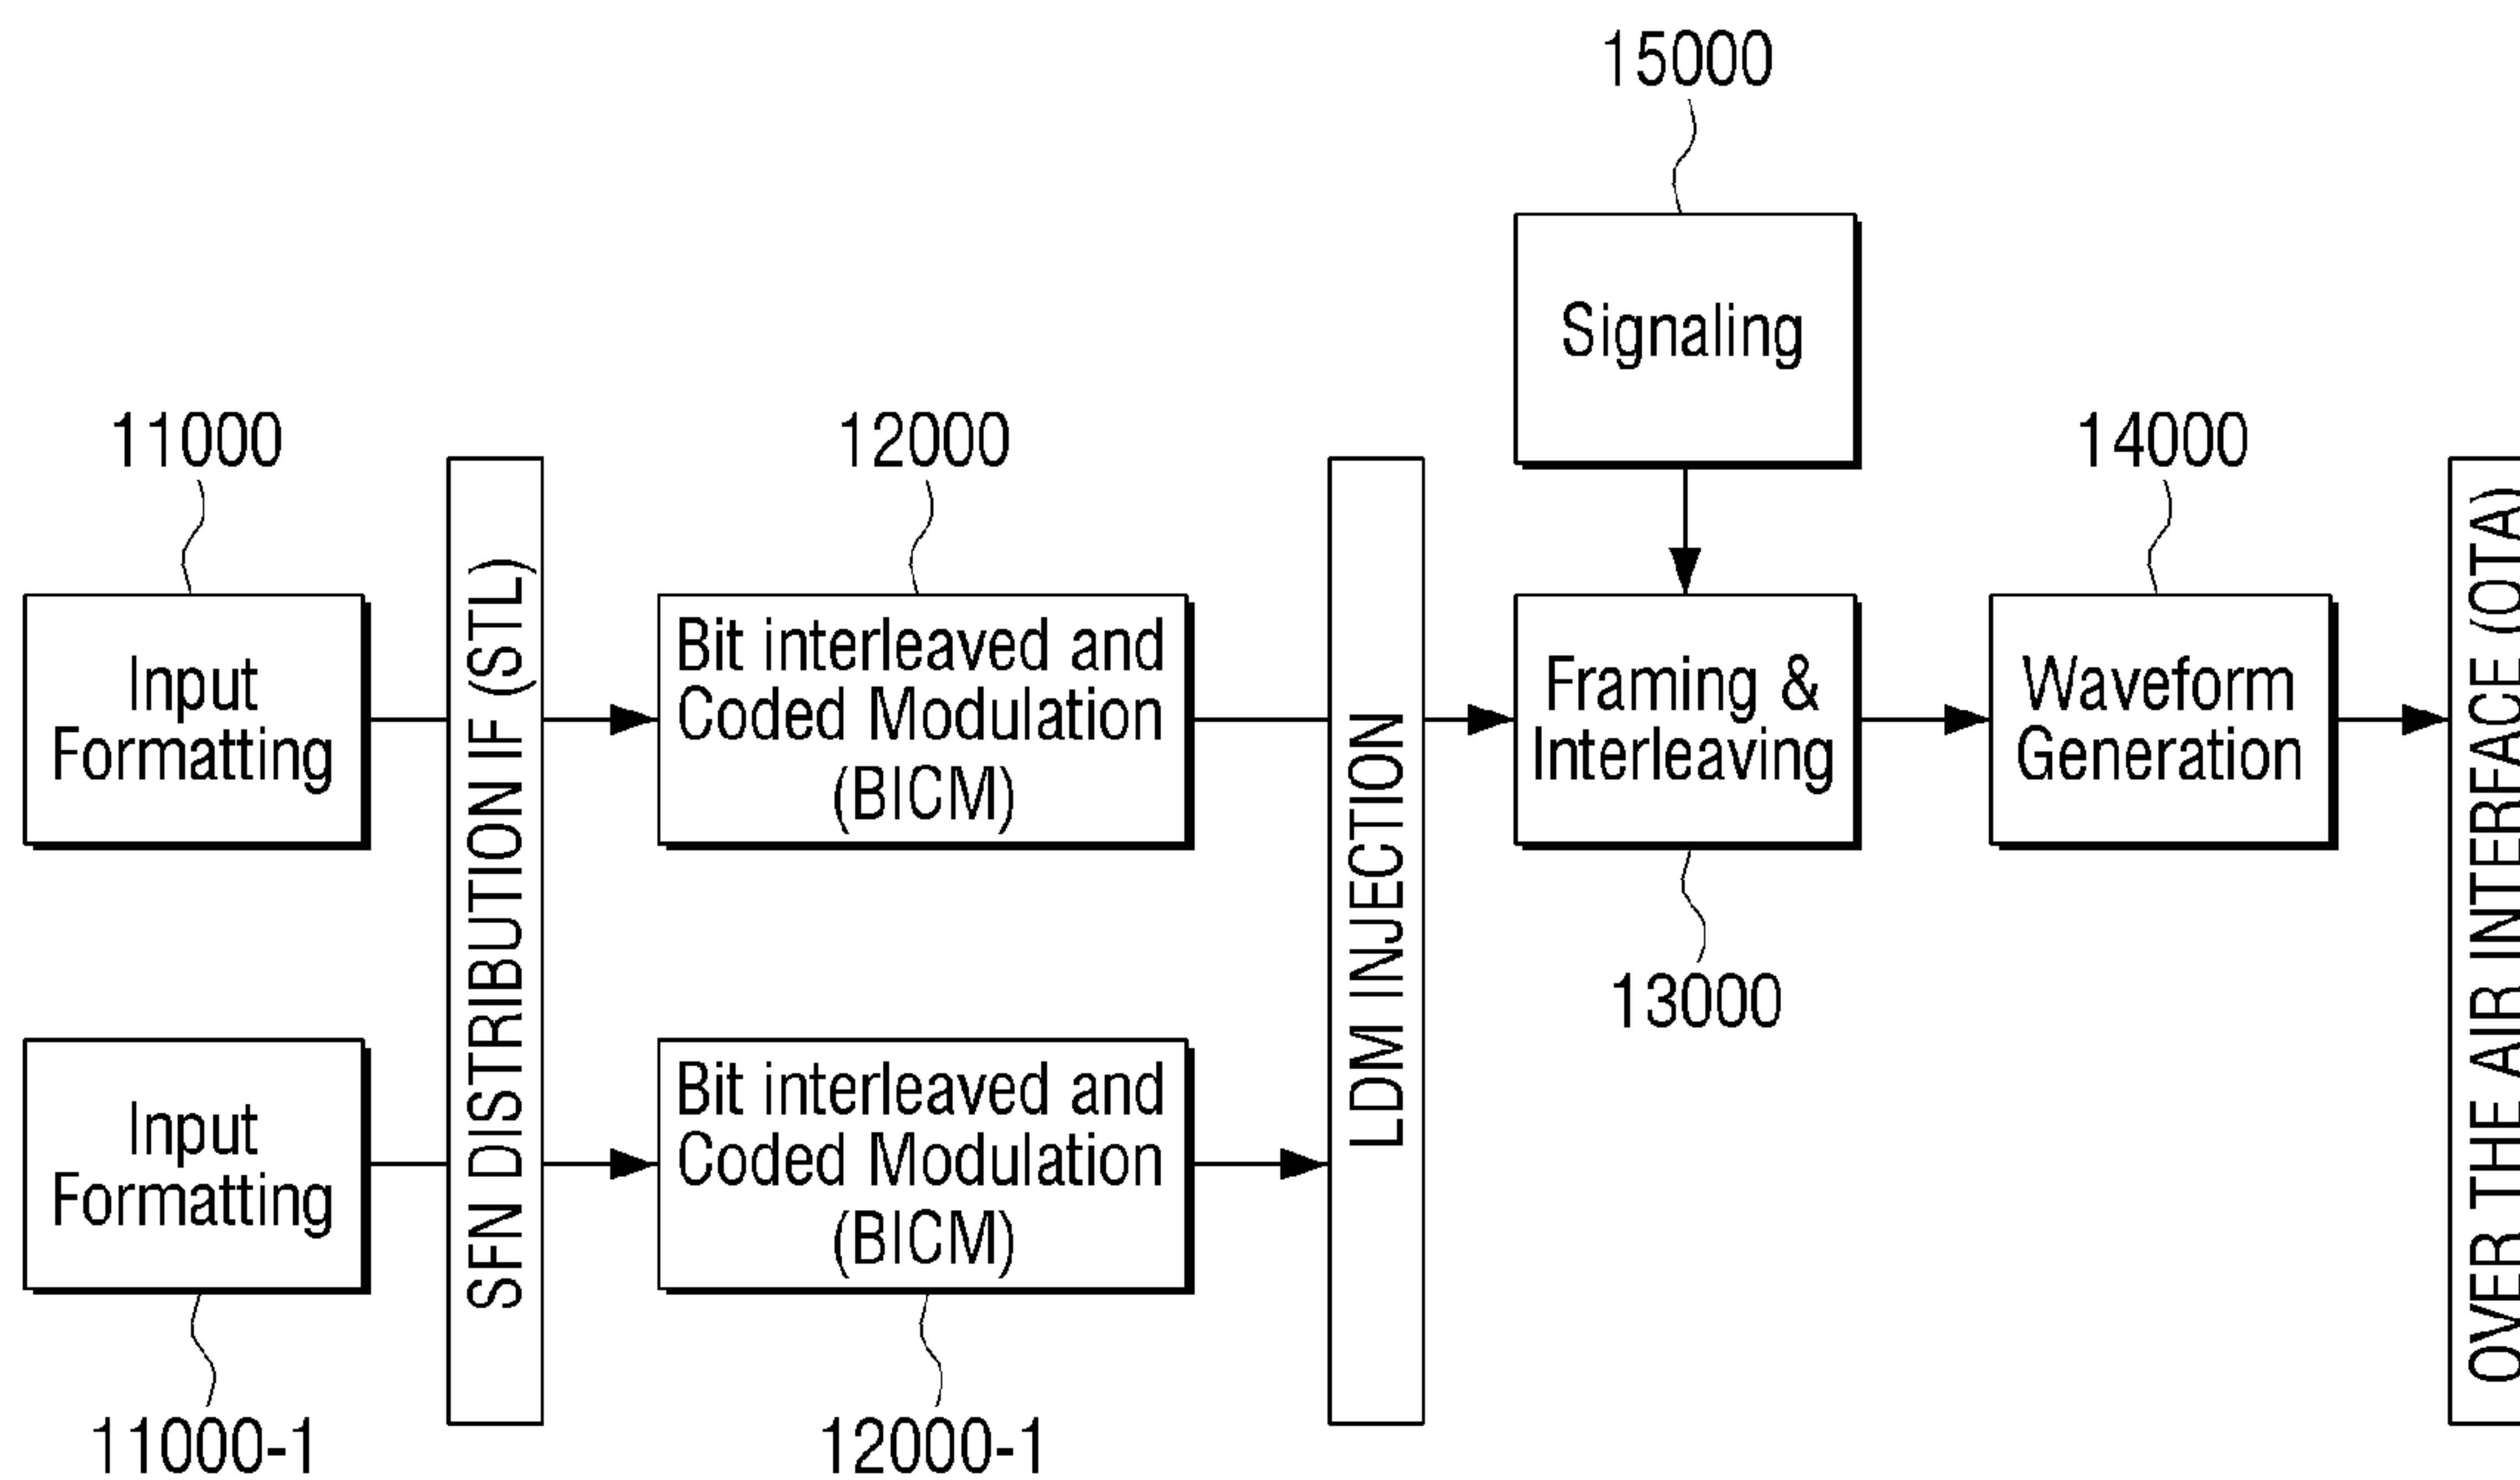 15000
Signaling
11000
12000
14000
Input
Formatting
SFN DISTRIBUTION IF (STL)
Bit interleaved and
Coded Modulation
(BICM)
LDM INJECTION
Framing &
Interleaving
Waveform
Generation
OVER THE AIR INTERFACE (OTA)
13000
Input
Formatting
Bit interleaved and
Coded Modulation
(BICM)
11000-1
12000-1